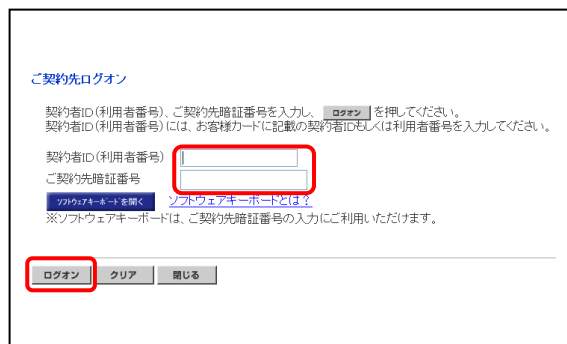 ご契約先ログオン
契約者ID(利用者番号)、ご契約先暗証番号を入力し、 ログオン を押してください。
契約者ID(利用者番号)には、お客様カードに記載の契約者IDもしくは利用者番号を入力してください。
契約者ID(利用者番号)
ご契約先暗証番号
ソフトウェアキーボードを開く ソフトウェアキーボードとは?
※ソフトウェアキーボードは、ご契約先暗証番号の入力にご利用いただけます。
ログオン クリア 閉じる